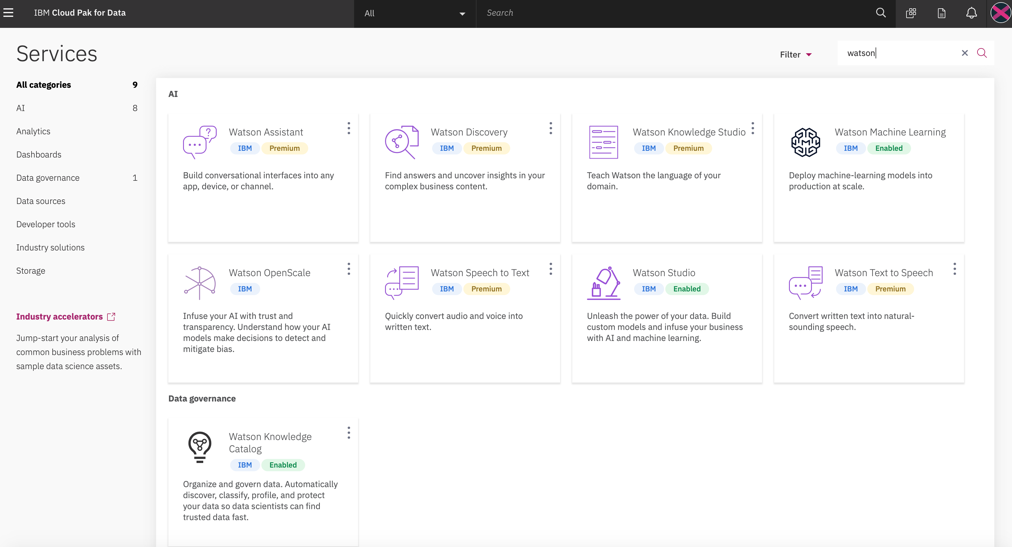 IBM Cloud Pak for Data
All
Search
Services
Filter
watson
All categories 9
AI 8
Analytics
Dashboards
Data governance 1
Data sources
Developer tools
Industry solutions
Storage
Industry accelerators
Jump-start your analysis of
common business problems with
sample data science assets.
AI
Watson Assistant
IBM Premium
Build conversational interfaces into any
app, device, or channel.
Watson Discovery
IBM Premium
Find answers and uncover insights in your
complex business content.
Watson Knowledge Studio
IBM Premium
Teach Watson the language of your
domain.
Watson Machine Learning
IBM Enabled
Deploy machine-learning models into
production at scale.
Watson OpenScale
IBM
Infuse your AI with trust and
transparency. Understand how your AI
models make decisions to detect and
mitigate bias.
Watson Speech to Text
IBM Premium
Quickly convert audio and voice into
written text.
Watson Studio
IBM Enabled
Unleash the power of your data. Build
custom models and infuse your business
with AI and machine learning.
Watson Text to Speech
IBM Premium
Convert written text into natural-
sounding speech.
Data governance
Watson Knowledge
Catalog
IBM Enabled
Organize and govern data. Automatically
discover, classify, profile, and protect
your data so data scientists can find
trusted data fast.